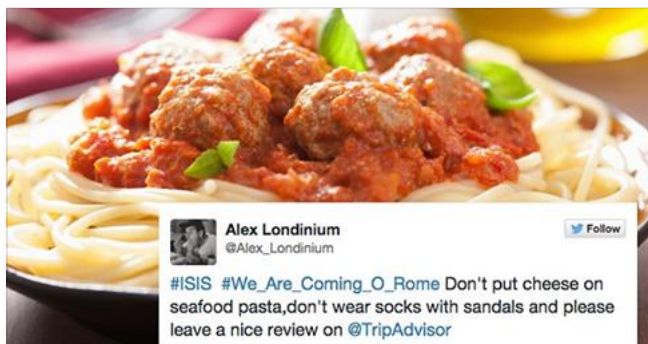 Alex Londinium
Follow
@Alex_Londinium
#ISIS #We_Are_Coming_O_Rome Don't put cheese on
seafood pasta,don't wear socks with sandals and please
leave a nice review on @TripAdvisor